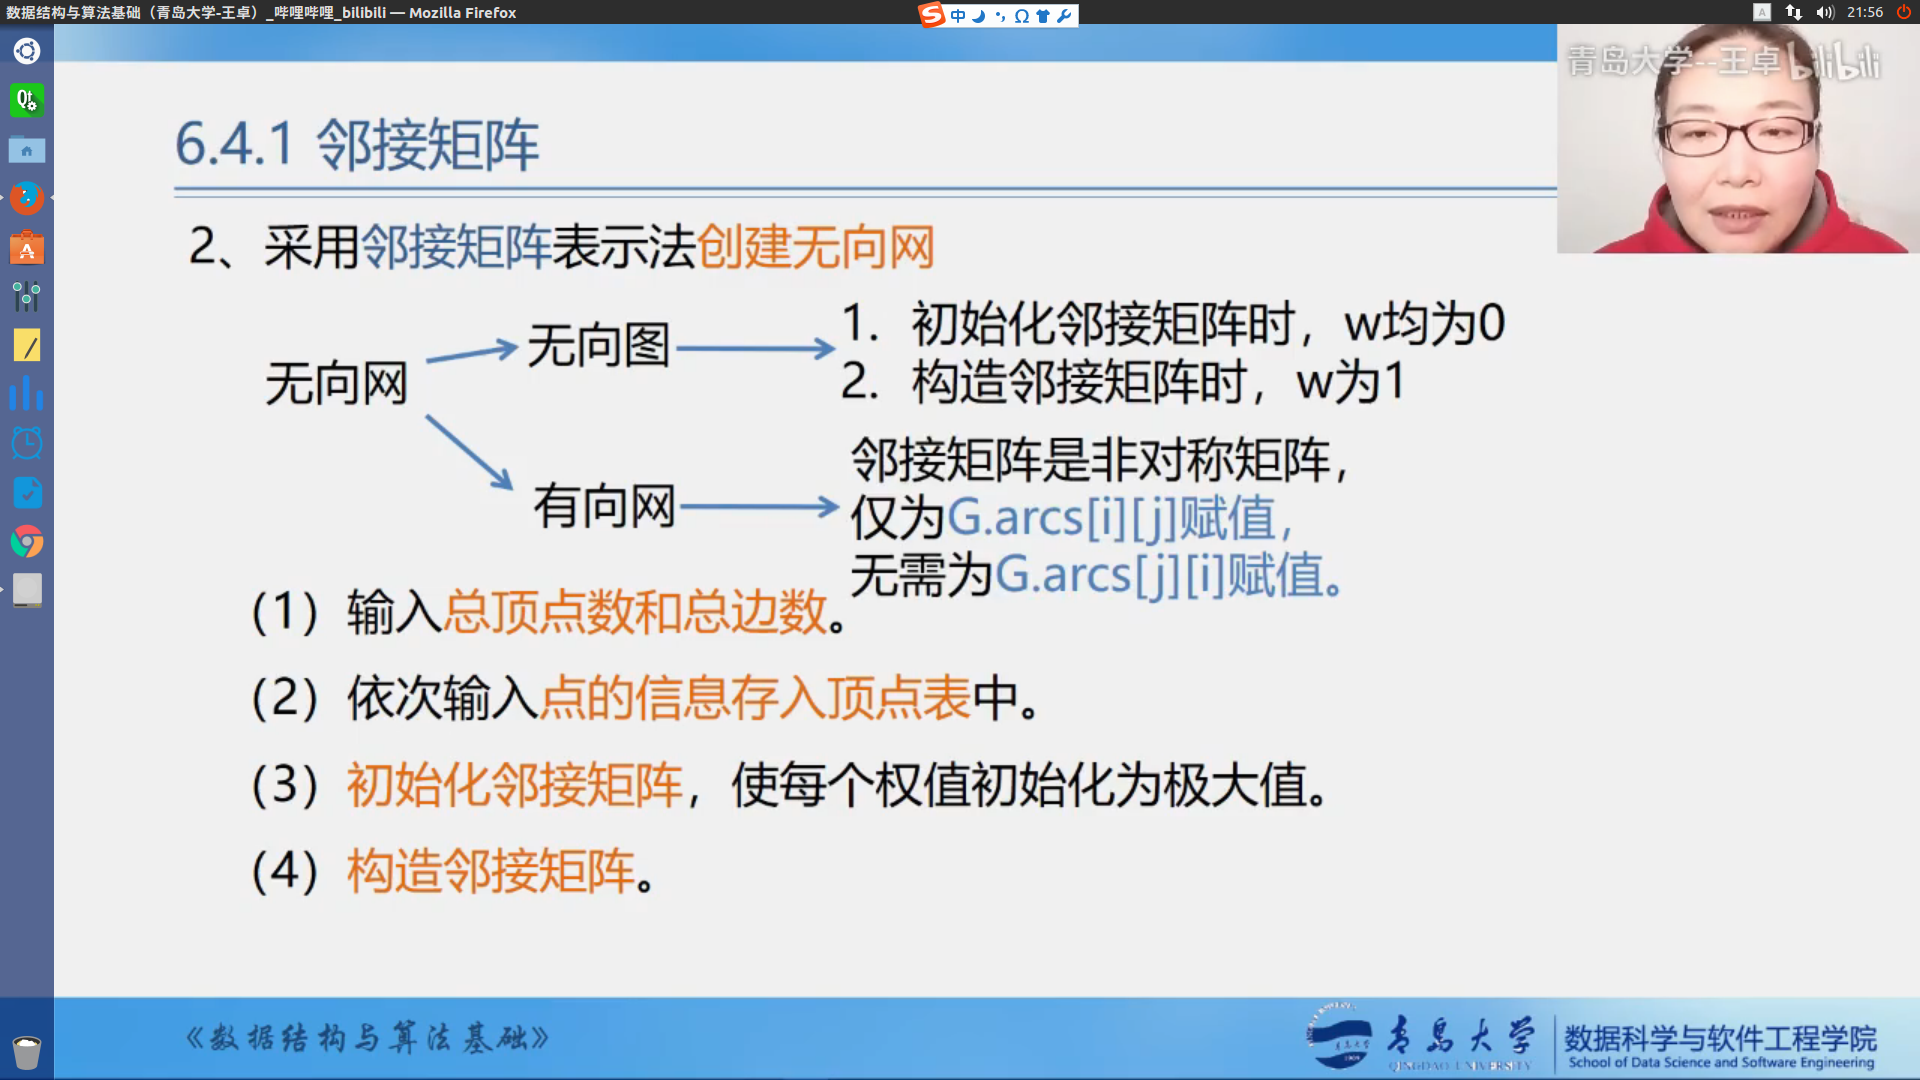 数据结构与算法基础（青岛大学-王卓）_哔哩哔哩_bilibili — Mozilla Firefox
中
A
21:56
青岛大学--王卓 bilibili
6.4.1 邻接矩阵
2、采用邻接矩阵表示法创建无向网
无向网
无向图
1. 初始化邻接矩阵时，w均为0
2. 构造邻接矩阵时，w为1
有向网
邻接矩阵是非对称矩阵，
仅为G.arcs[i][j]赋值，
无需为G.arcs[j][i]赋值。
（1）输入总顶点数和总边数。
（2）依次输入点的信息存入顶点表中。
（3）初始化邻接矩阵，使每个权值初始化为极大值。
（4）构造邻接矩阵。
《数据结构与算法基础》
青岛大学
QINGDAO UNIVERSITY
数据科学与软件工程学院
School of Data Science and Software Engineering